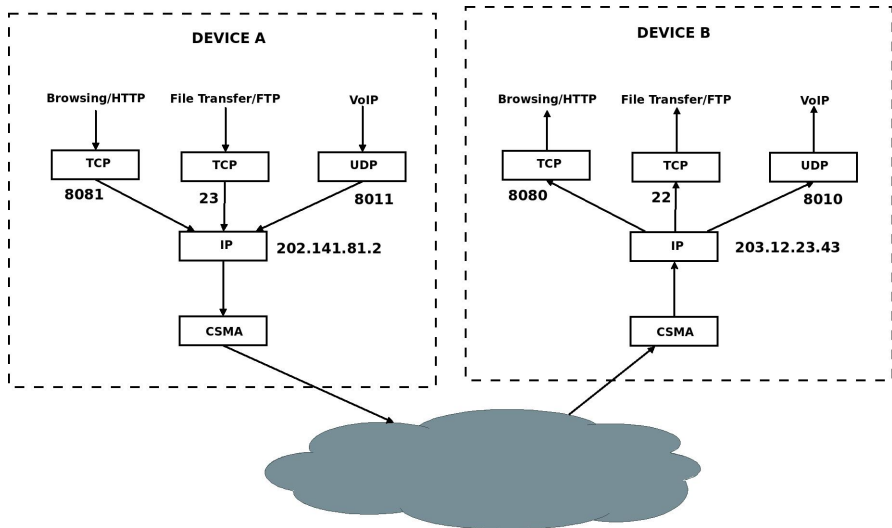 DEVICE A
Browsing/HTTP
File Transfer/FTP
VoIP
TCP
TCP
UDP
8081
23
8011
IP
202.141.81.2
CSMA
DEVICE B
Browsing/HTTP
File Transfer/FTP
VoIP
TCP
TCP
UDP
8080
22
8010
IP
203.12.23.43
CSMA